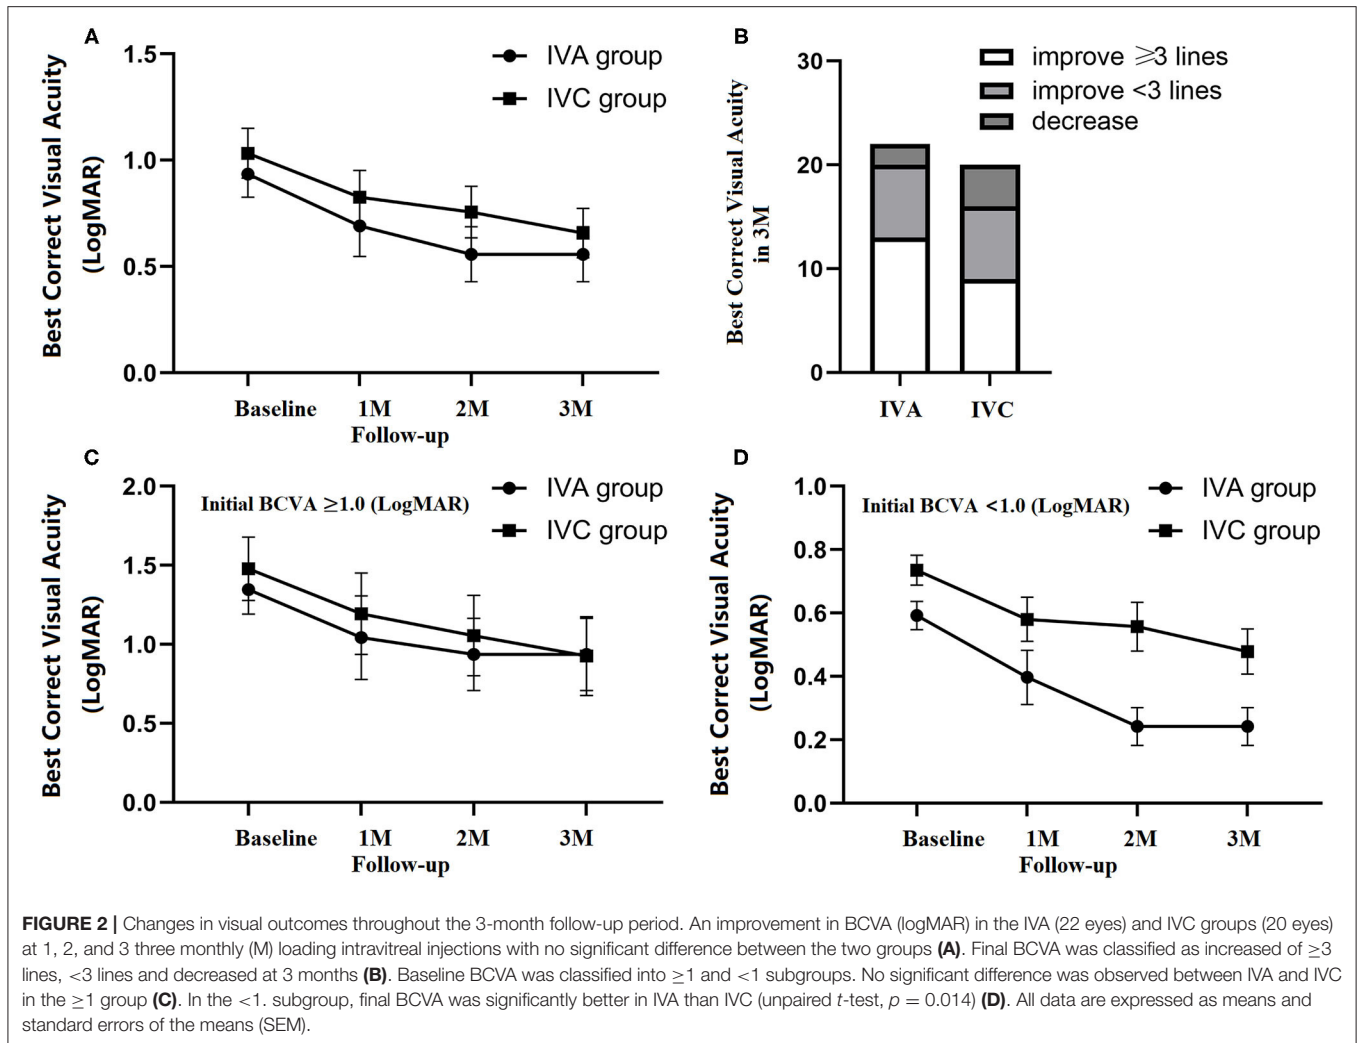 A
1.5
1.0
0.5
0.0
Best Correct Visual Acuity
(LogMAR)
IVA group
IVC group
Baseline 1M 2M 3M
Follow-up
B
30
20
10
0
Best Correct Visual Acuity
in 3M
improve ≥3 lines
improve <3 lines
decrease
IVA IVC
C
2.0
1.5
1.0
0.5
0.0
Best Correct Visual Acuity
(LogMAR)
Initial BCVA ≥1.0 (LogMAR)
IVA group
IVC group
Baseline 1M 2M 3M
Follow-up
D
1.0
0.8
0.6
0.4
0.2
0.0
Best Correct Visual Acuity
(LogMAR)
Initial BCVA <1.0 (LogMAR)
IVA group
IVC group
Baseline 1M 2M 3M
Follow-up
FIGURE 2 | Changes in visual outcomes throughout the 3-month follow-up period. An improvement in BCVA (logMAR) in the IVA (22 eyes) and IVC groups (20 eyes)
at 1, 2, and 3 three monthly (M) loading intravitreal injections with no significant difference between the two groups (A). Final BCVA was classified as increased of ≥3
lines, <3 lines and decreased at 3 months (B). Baseline BCVA was classified into ≥1 and <1 subgroups. No significant difference was observed between IVA and IVC
in the ≥1 group (C). In the <1. subgroup, final BCVA was significantly better in IVA than IVC (unpaired t-test, p = 0.014) (D). All data are expressed as means and
standard errors of the means (SEM).